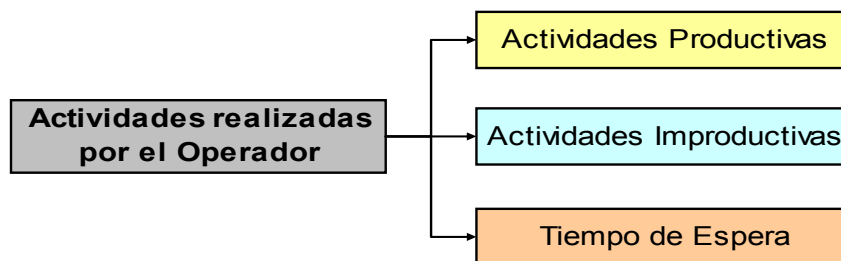 Actividades Productivas
Actividades realizadas
por el Operador
Actividades Improductivas
Tiempo de Espera